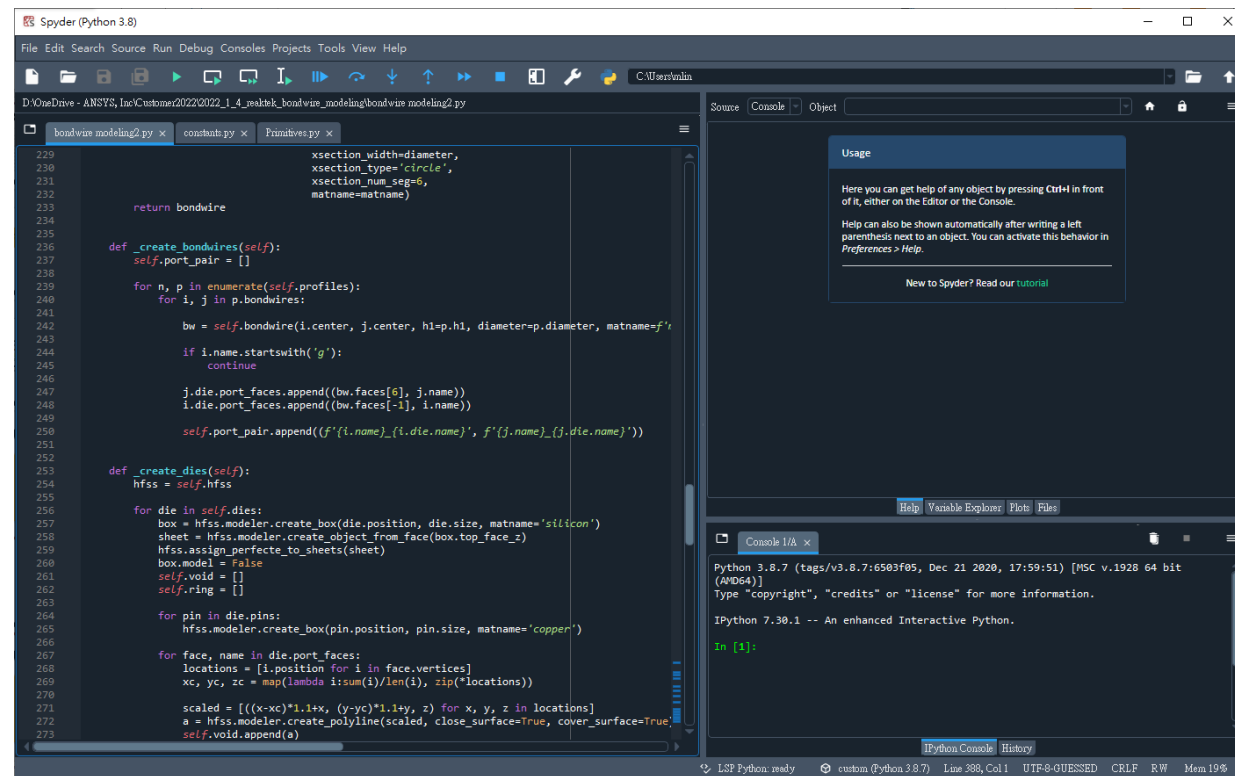 Spyder (Python 3.8)
File Edit Search Source Run Debug Consoles Projects Tools View Help
C:\Users\mlin
D:\OneDrive - ANSYS, Inc\Customer2022\2022_1_4_reaktek_bondwire_modeling\bondwire modeling2.py
bondwire modeling2.py
constants.py
Primitives.py
229 xsection_width=diameter,
230 xsection_type='circle',
231 xsection_num_seg=6,
232 matname=matname)
233 return bondwire
234
235
236 def _create_bondwires(self):
237 self.port_pair = []
238
239 for n, p in enumerate(self.profiles):
240 for i, j in p.bondwires:
241
242 bw = self.bondwire(i.center, j.center, h1=p.h1, diameter=p.diameter, matname=f'
243
244 if i.name.startswith('g'):
245 continue
246
247 j.die.port_faces.append((bw.faces[6], j.name))
248 i.die.port_faces.append((bw.faces[-1], i.name))
249
250 self.port_pair.append((f'{i.name}_{i.die.name}', f'{j.name}_{j.die.name}'))
251
252
253 def _create_dies(self):
254 hfss = self.hfss
255
256 for die in self.dies:
257 box = hfss.modeler.create_box(die.position, die.size, matname='silicon')
258 sheet = hfss.modeler.create_object_from_face(box.top_face_z)
259 hfss.assign_perfecte_to_sheets(sheet)
260 box.model = False
261 self.void = []
262 self.ring = []
263
264 for pin in die.pins:
265 hfss.modeler.create_box(pin.position, pin.size, matname='copper')
266
267 for face, name in die.port_faces:
268 locations = [i.position for i in face.vertices]
269 xc, yc, zc = map(lambda i:sum(i)/len(i), zip(*locations))
270
271 scaled = [((x-xc)*1.1+x, (y-yc)*1.1+y, z) for x, y, z in locations]
272 a = hfss.modeler.create_polyline(scaled, close_surface=True, cover_surface=True
273 self.void.append(a)
Source Console Object
Usage
Here you can get help of any object by pressing Ctrl+I in front
of it, either on the Editor or the Console.
Help can also be shown automatically after writing a left
parenthesis next to an object. You can activate this behavior in
Preferences > Help.
New to Spyder? Read our tutorial
Help Variable Explorer Plots Files
Console 1/A
Python 3.8.7 (tags/v3.8.7:6503f05, Dec 21 2020, 17:59:51) [MSC v.1928 64 bit
(AMD64)]
Type "copyright", "credits" or "license" for more information.
IPython 7.30.1 -- An enhanced Interactive Python.
In [1]:
IPython Console History
LSP Python: ready custom (Python 3.8.7) Line 388, Col 1 UTF-8-GUESSED CRLF RW Mem 19%